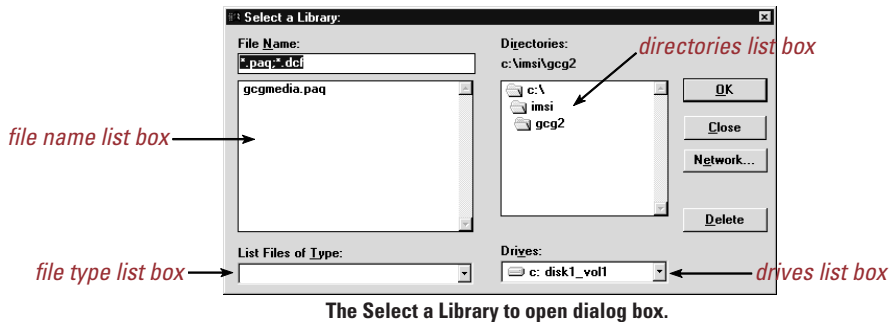 Select a Library:
File Name:
*.paq;*.dcf
gcgmedia.paq
List Files of Type:
Directories:
c:\imsi\gcg2
c:\
imsi
gcg2
Drives:
c: disk1_vol1
OK
Close
Network...
Delete
file name list box
file type list box
directories list box
drives list box
The Select a Library to open dialog box.